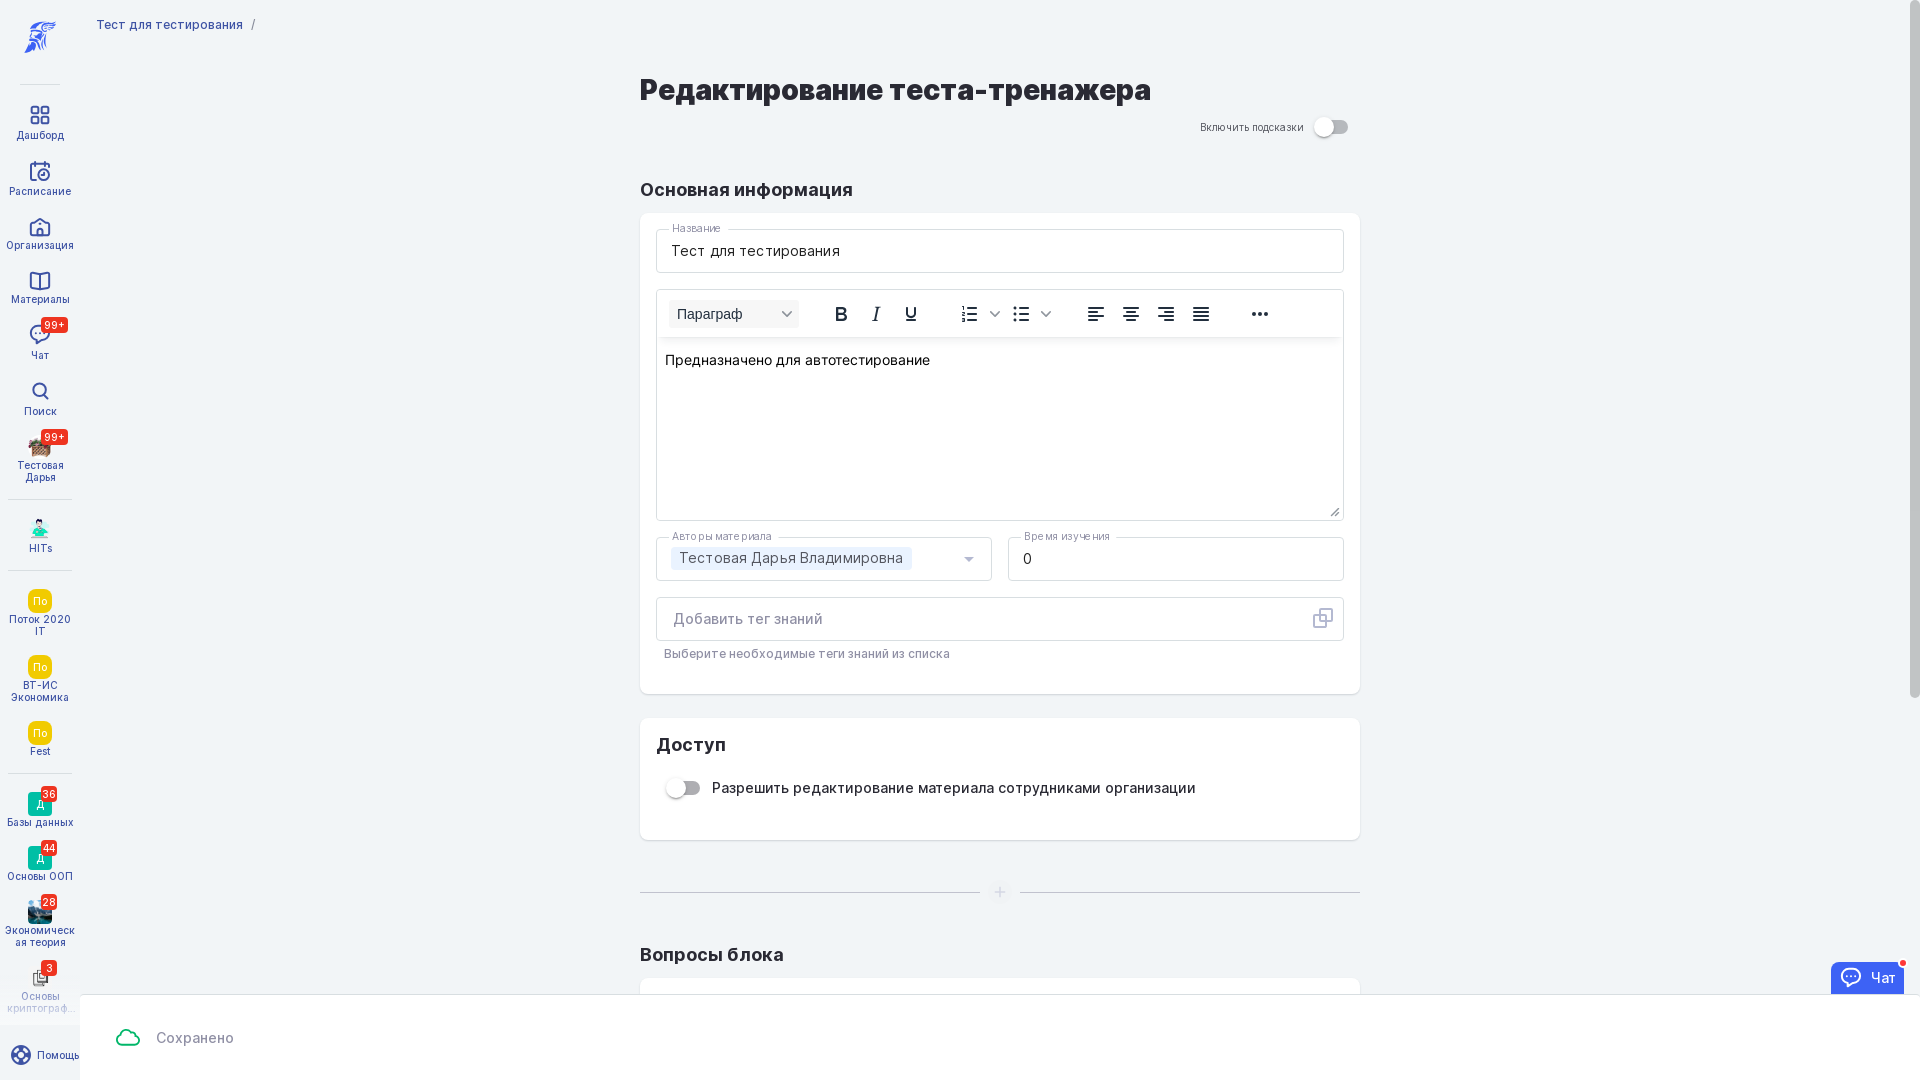 Тест для тестирования /
Дашборд
Расписание
Организация
Материалы
99+
Чат
Поиск
99+
Тестовая
Дарья
HITs
По
Поток 2020
IT
По
ВТ-ИС
Экономика
По
Fest
36
Д
Базы данных
44
Д
Основы ООП
28
Экономическ
ая теория
3
Основы
криптограф...
Помощь
Редактирование теста-тренажера
Включить подсказки
Основная информация
Название
Тест для тестирования
Параграф
Предназначено для автотестирование
Авторы материала
Тестовая Дарья Владимировна
Время изучения
0
Добавить тег знаний
Выберите необходимые теги знаний из списка
Доступ
Разрешить редактирование материала сотрудниками организации
Вопросы блока
Чат
Сохранено